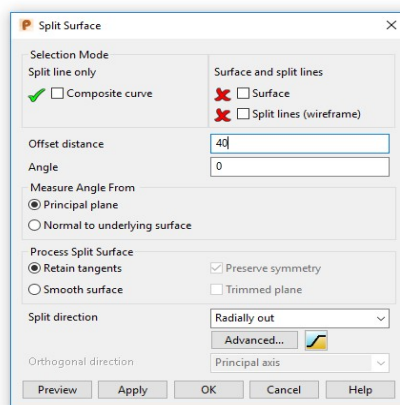 Split Surface
Selection Mode
Split line only
Composite curve
Surface and split lines
Surface
Split lines (wireframe)
Offset distance 40
Angle 0
Measure Angle From
Principal plane
Normal to underlying surface
Process Split Surface
Retain tangents Preserve symmetry
Smooth surface Trimmed plane
Split direction Radially out
Advanced...
Orthogonal direction Principal axis
Preview Apply OK Cancel Help